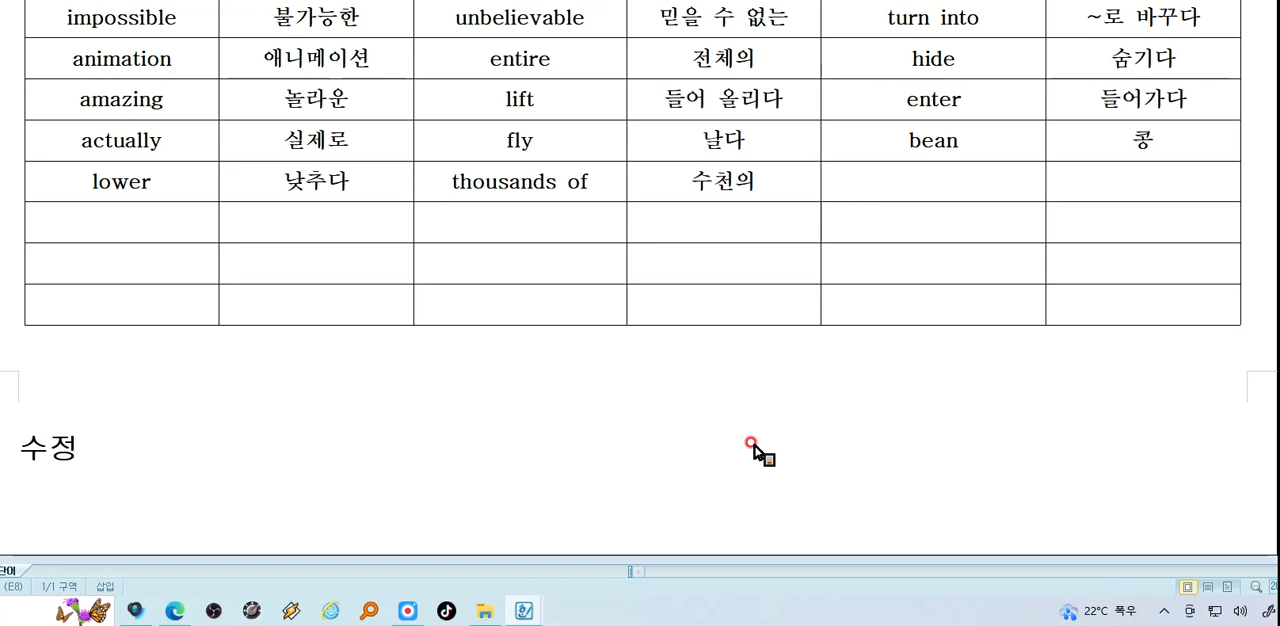 impossible 불가능한 unbelievable 믿을 수 없는 turn into ~로 바꾸다
animation 애니메이션 entire 전체의 hide 숨기다
amazing 놀라운 lift 들어 올리다 enter 들어가다
actually 실제로 fly 날다 bean 콩
lower 낮추다 thousands of 수천의
수정
단어
(E8) 1/1 구역 삽입
22°C 폭우